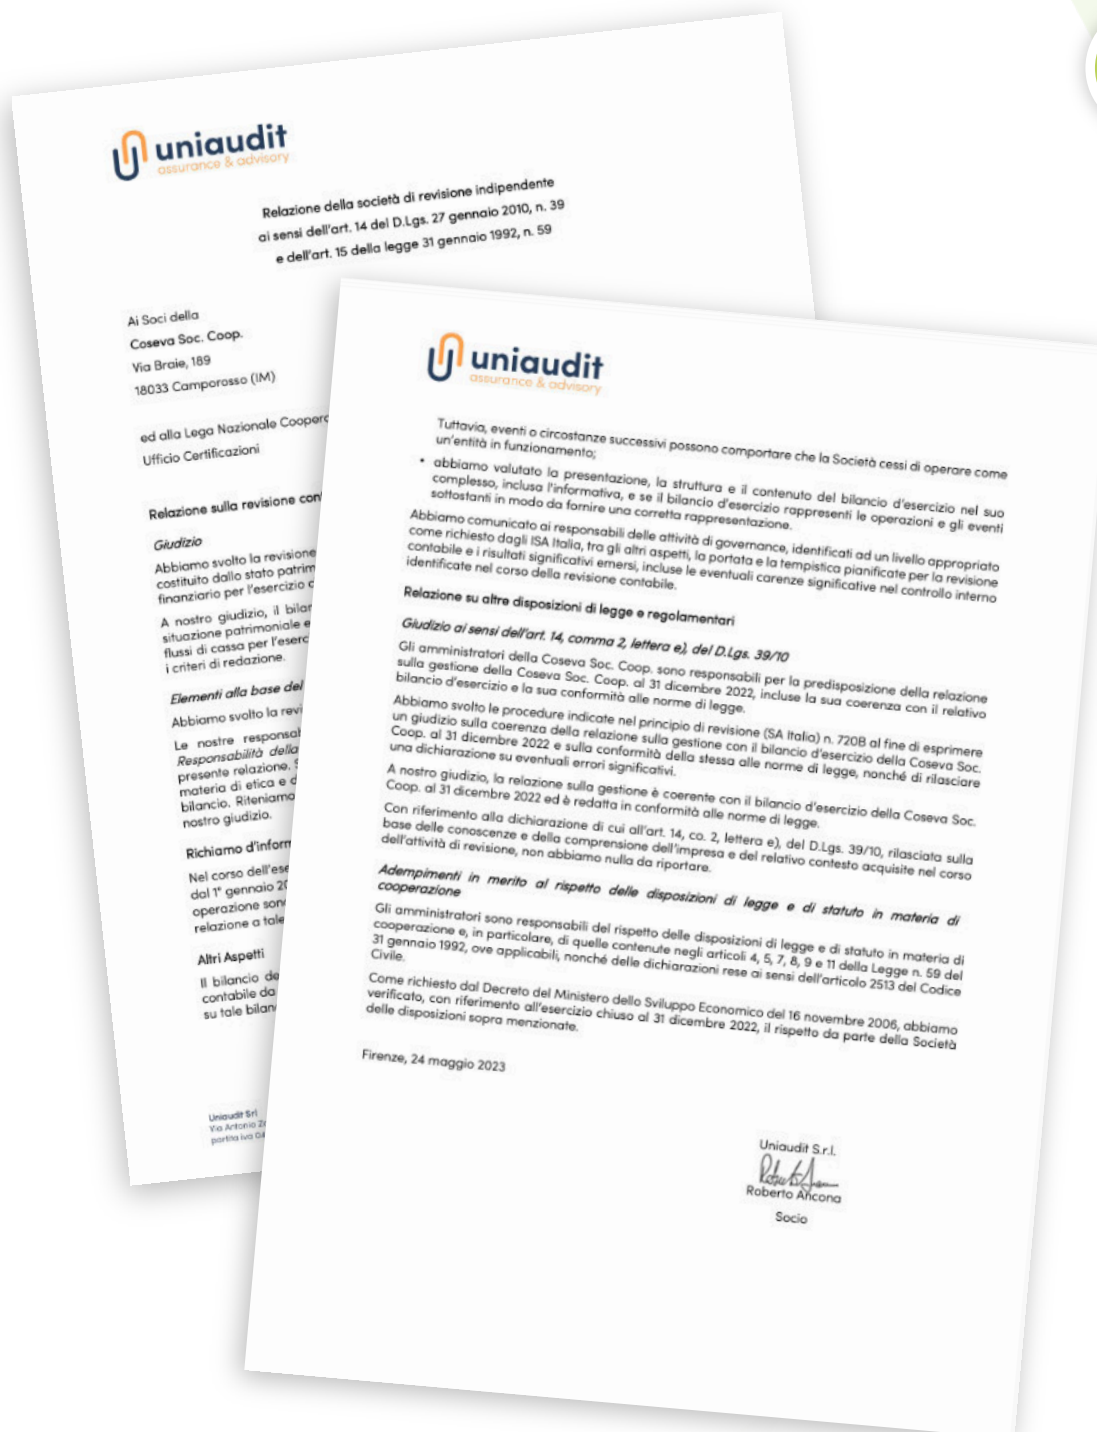 uniaudit
assurance & advisory
Relazione della società di revisione indipendente
ai sensi dell'art. 14 del D.Lgs. 27 gennaio 2010, n. 39
e dell'art. 15 della legge 31 gennaio 1992, n. 59
Ai Soci della
Coseva Soc. Coop.
Via Braie, 189
18033 Camporosso (IM)
ed alla Lega Nazionale
Ufficio Certificazioni
Relazione sulla revisione
Giudizio
Abbiamo svolto la revisione
costituito dallo stato
finanziario per l'esercizio
A nostro giudizio, il
situazione patrimoniale e
flussi di cassa per
i criteri di redazione.
Elementi alla base del
Abbiamo svolto la
Le nostre
Responsabilità della
presente relazione.
materia di etica e
bilancio. Riteniamo
nostro giudizio.
Richiamo
Nel corso
dal 1° gennaio
operazione
relazione a tale
Altri Aspetti
Il bilancio
contabile da
su tale
Uniaudit Srl
Via Antonio
partita iva
uniaudit
assurance & advisory
Tuttavia, eventi o circostanze successivi possono comportare che la Società cessi di operare come
un'entità in funzionamento;
• abbiamo valutato la presentazione, la struttura e il contenuto del bilancio d'esercizio nel suo
complesso, inclusa l'informativa, e se il bilancio d'esercizio rappresenti le operazioni e gli eventi
sottostanti in modo da fornire una corretta rappresentazione.
Abbiamo comunicato ai responsabili delle attività di governance, identificati ad un livello appropriato
come richiesto dagli ISA Italia, tra gli altri aspetti, la portata e la tempistica pianificate per la revisione
contabile e i risultati significativi emersi, incluse le eventuali carenze significative nel controllo interno
identificate nel corso della revisione contabile.
Relazione su altre disposizioni di legge e regolamentari
Giudizio ai sensi dell'art. 14, comma 2, lettera e), del D.Lgs. 39/10
Gli amministratori della Coseva Soc. Coop. sono responsabili per la predisposizione della relazione
sulla gestione della Coseva Soc. Coop. al 31 dicembre 2022, incluse la sua coerenza con il relativo
bilancio d'esercizio e la sua conformità alle norme di legge.
Abbiamo svolto le procedure indicate nel principio di revisione (SA Italia) n. 720B al fine di esprimere
un giudizio sulla coerenza della relazione sulla gestione con il bilancio d'esercizio della Coseva Soc.
Coop. al 31 dicembre 2022 e sulla conformità della stessa alle norme di legge, nonché di rilasciare
una dichiarazione su eventuali errori significativi.
A nostro giudizio, la relazione sulla gestione è coerente con il bilancio d'esercizio della Coseva Soc.
Coop. al 31 dicembre 2022 ed è redatta in conformità alle norme di legge.
Con riferimento alla dichiarazione di cui all'art. 14, co. 2, lettera e), del D.Lgs. 39/10, rilasciata sulla
base delle conoscenze e della comprensione dell'impresa e del relativo contesto acquisite nel corso
dell'attività di revisione, non abbiamo nulla da riportare.
Adempimenti in merito al rispetto delle disposizioni di legge e di statuto in materia di
cooperazione
Gli amministratori sono responsabili del rispetto delle disposizioni di legge e di statuto in materia di
cooperazione e, in particolare, di quelle contenute negli articoli 4, 5, 7, 8, 9 e 11 della Legge n. 59 del
31 gennaio 1992, ove applicabili, nonché delle dichiarazioni rese ai sensi dell'articolo 2513 del Codice
Civile.
Come richiesto dal Decreto del Ministero dello Sviluppo Economico del 16 novembre 2006, abbiamo
verificato, con riferimento all'esercizio chiuso al 31 dicembre 2022, il rispetto da parte della Società
delle disposizioni sopra menzionate.
Firenze, 24 maggio 2023
Uniaudit S.r.l.
Roberto Ancona
Socio